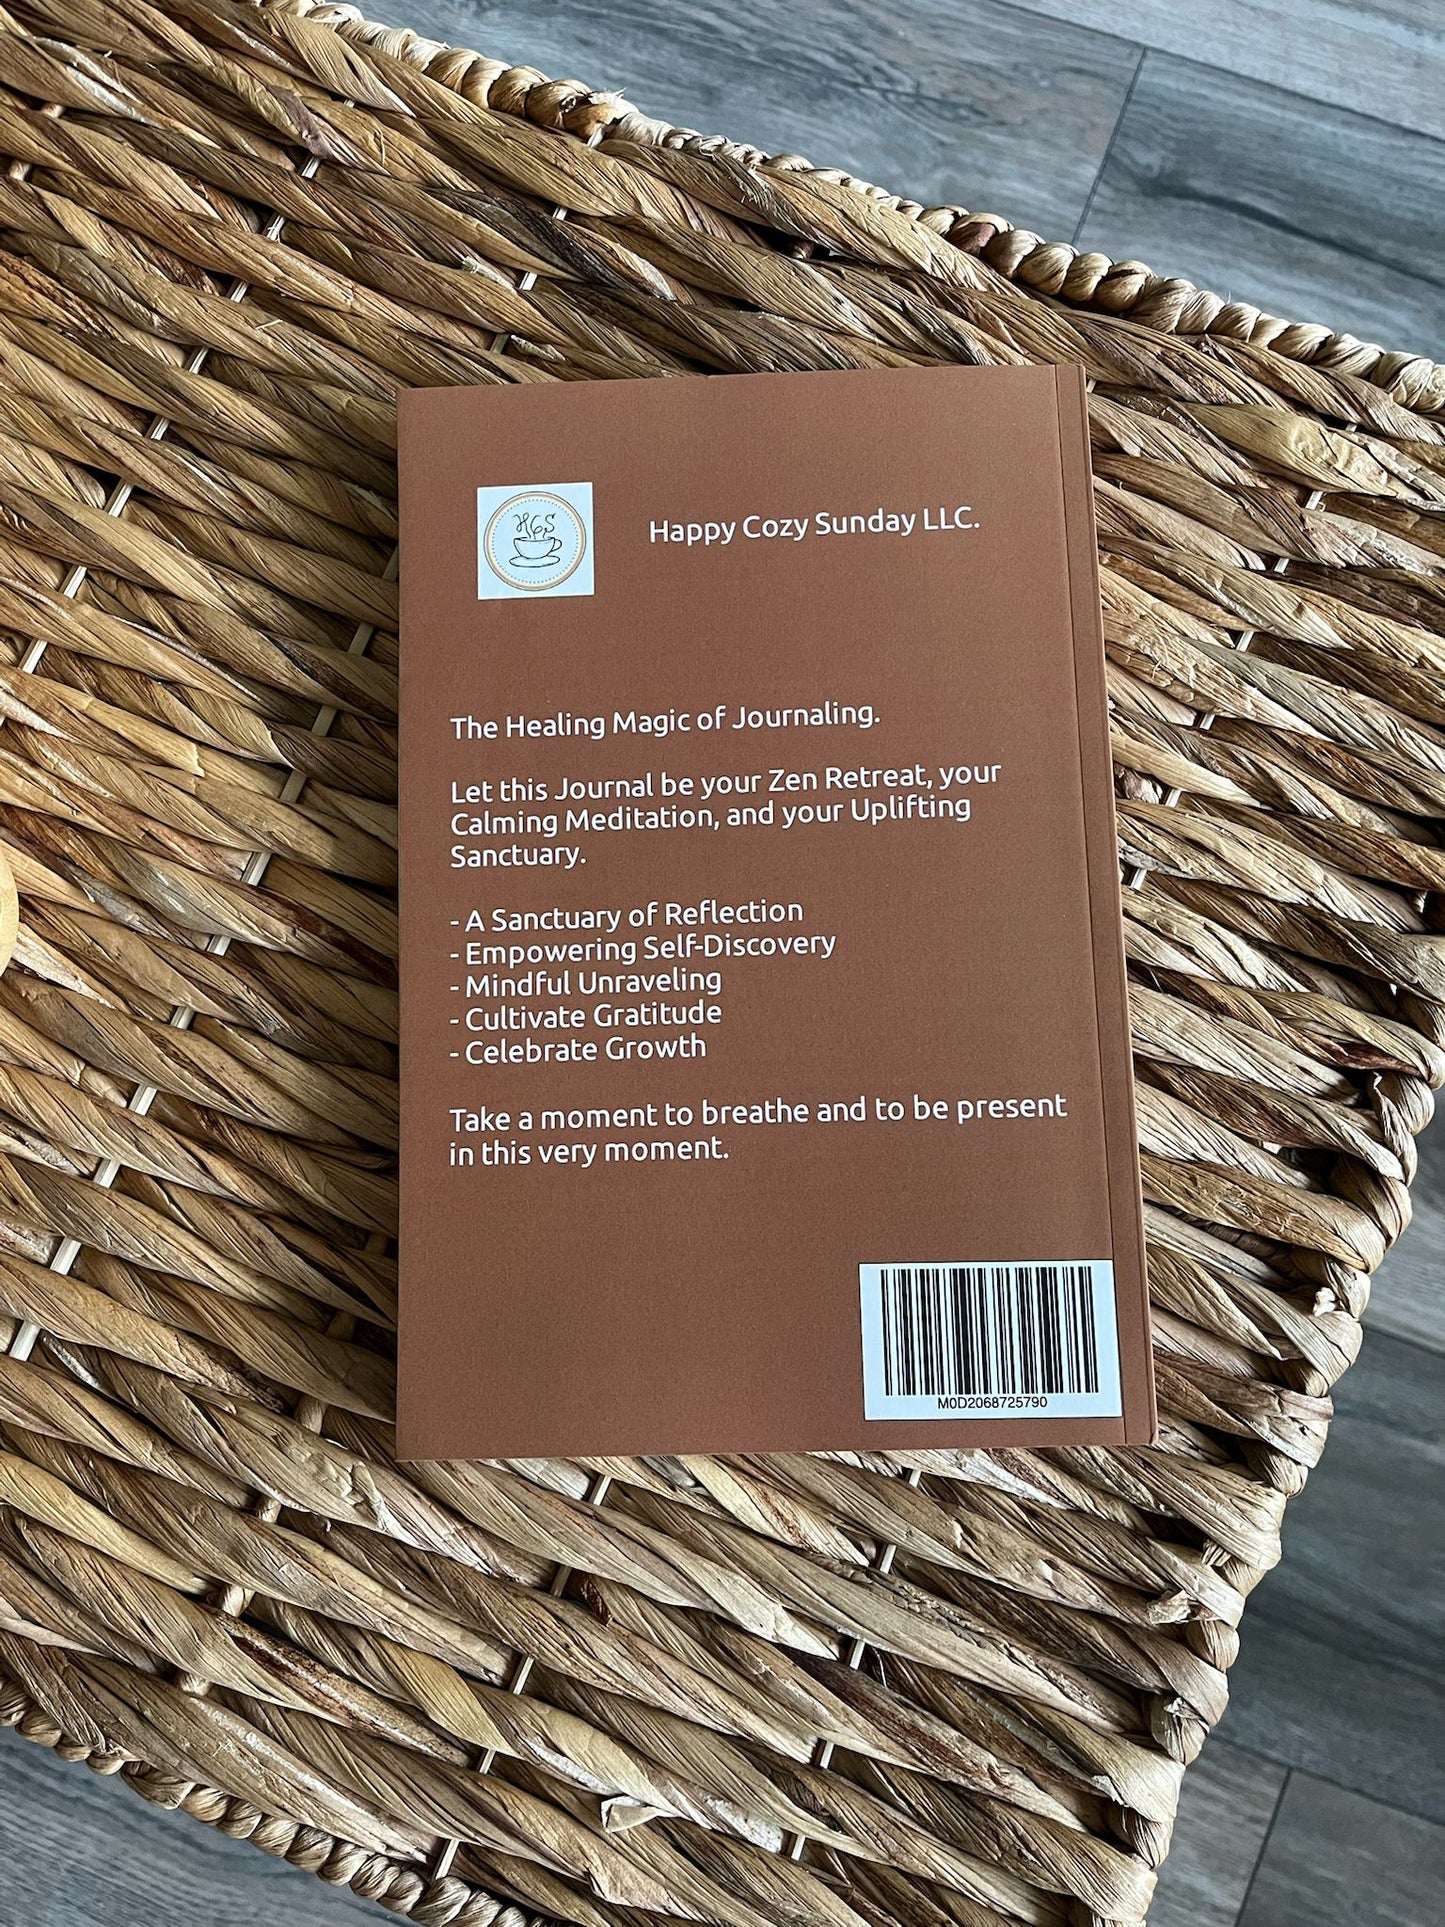 HCS
Happy Cozy Sunday LLC.
The Healing Magic of Journaling.
Let this Journal be your Zen Retreat, your
Calming Meditation, and your Uplifting
Sanctuary.
- A Sanctuary of Reflection
- Empowering Self-Discovery
- Mindful Unraveling
- Cultivate Gratitude
- Celebrate Growth
Take a moment to breathe and to be present
in this very moment.
M0D2068725790